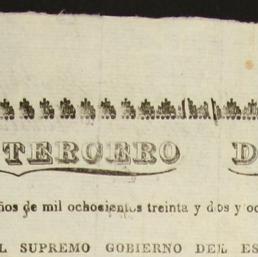 TERCERO D
ños de mil ochocientos treinta y dos y oc
L SUPREMO GOBIERNO DEL ES